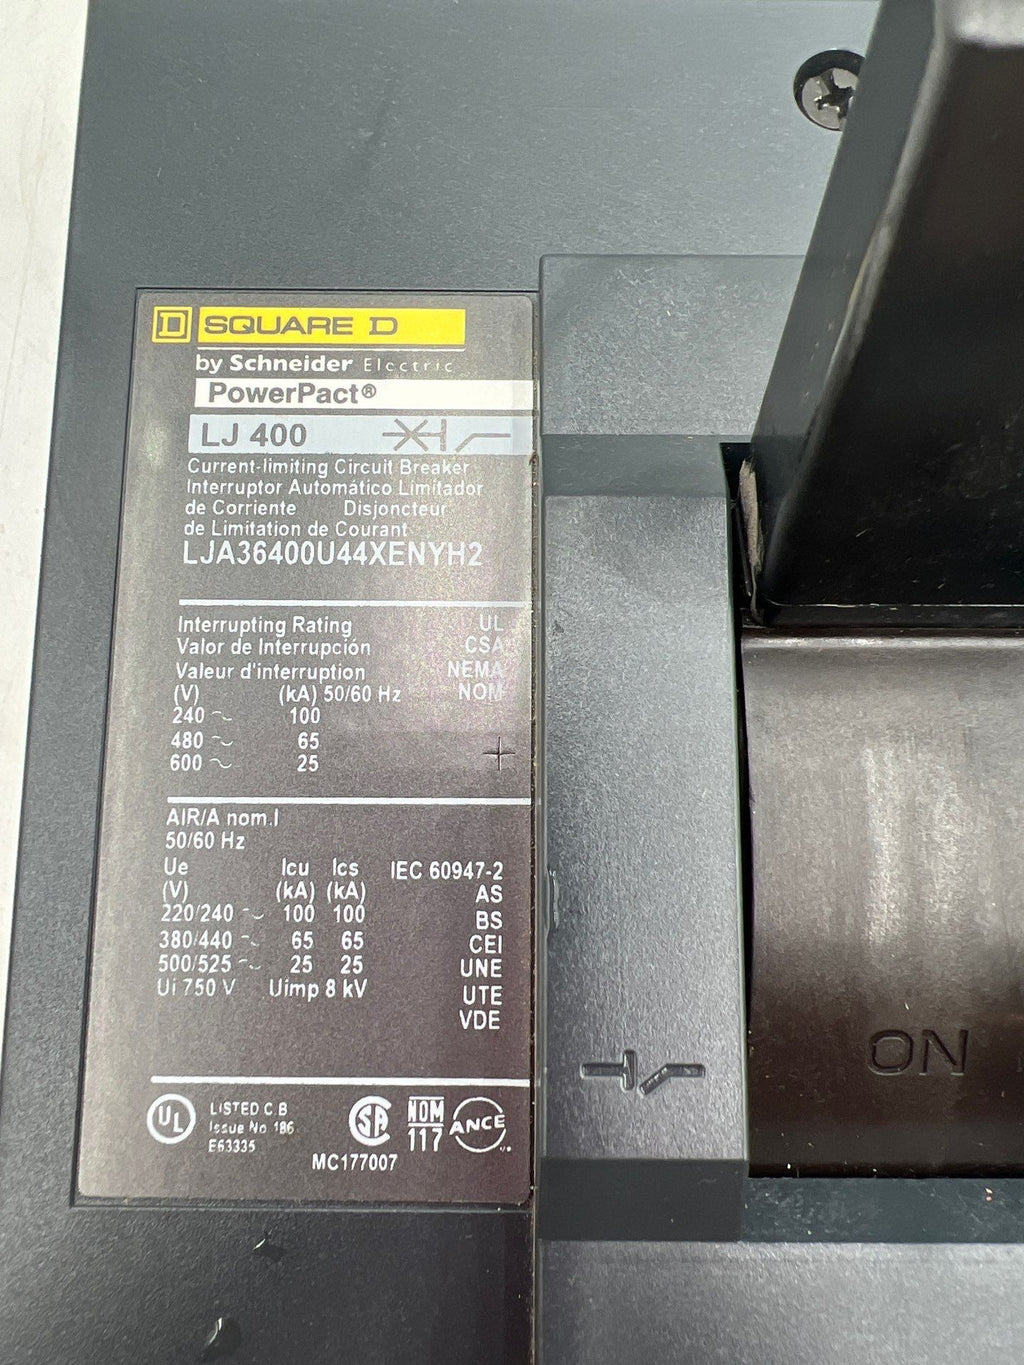 D SQUARE D
by Schneider Electric
PowerPact®
LJ 400
Current-limiting Circuit Breaker
Interruptor Automático Limitador
de Corriente Disjoncteur
de Limitation de Courant
LJA36400U44XENYH2
Interrupting Rating UL
Valor de Interrupción CSA
Valeur d'interruption NEMA
(V) (kA) 50/60 Hz NOM
240 ~ 100
480 ~ 65
600 ~ 25
AIR/A nom.I
50/60 Hz
Ue Icu Ics IEC 60947-2
(V) (kA) (kA) AS
220/240 ~ 100 100 BS
380/440 ~ 65 65 CEI
500/525 ~ 25 25 UNE
Ui 750 V Uimp 8 kV UTE
VDE
UL LISTED C.B
Issue No 186
E63335
SA
MC177007
NOM
117
ANCE
ON